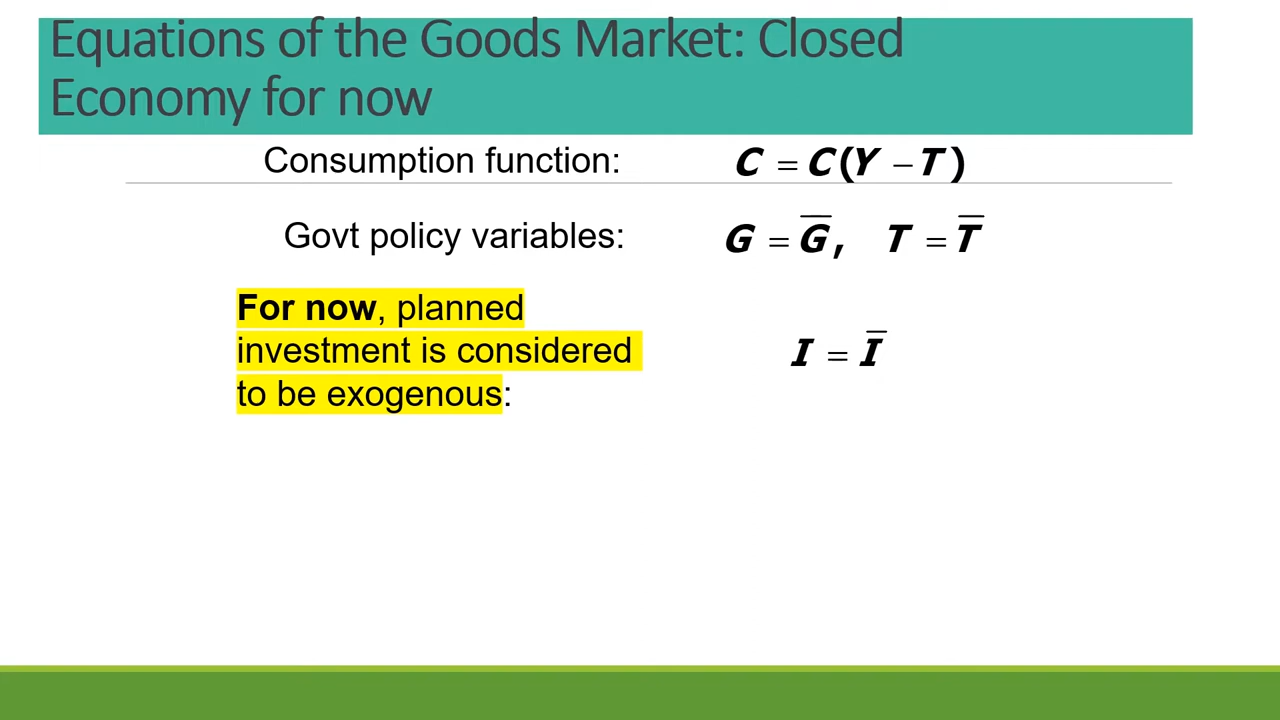 Equations of the Goods Market: Closed
Economy for now
Consumption function: C = C(Y − T)
Govt policy variables: G = G̅, T = T̅
For now, planned
investment is considered I = I̅
to be exogenous: